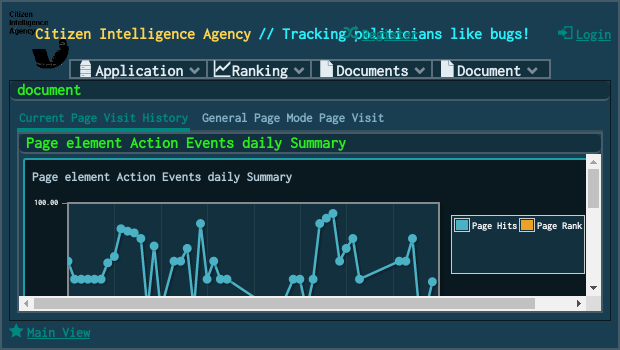 Citizen
Intelligence
Agency
Citizen Intelligence Agency // Tracking politicians like bugs!
Register
Login
Application Ranking Documents Document
document
Current Page Visit History General Page Mode Page Visit
Page element Action Events daily Summary
Page element Action Events daily Summary
100.00
Page Hits Page Rank
Main View